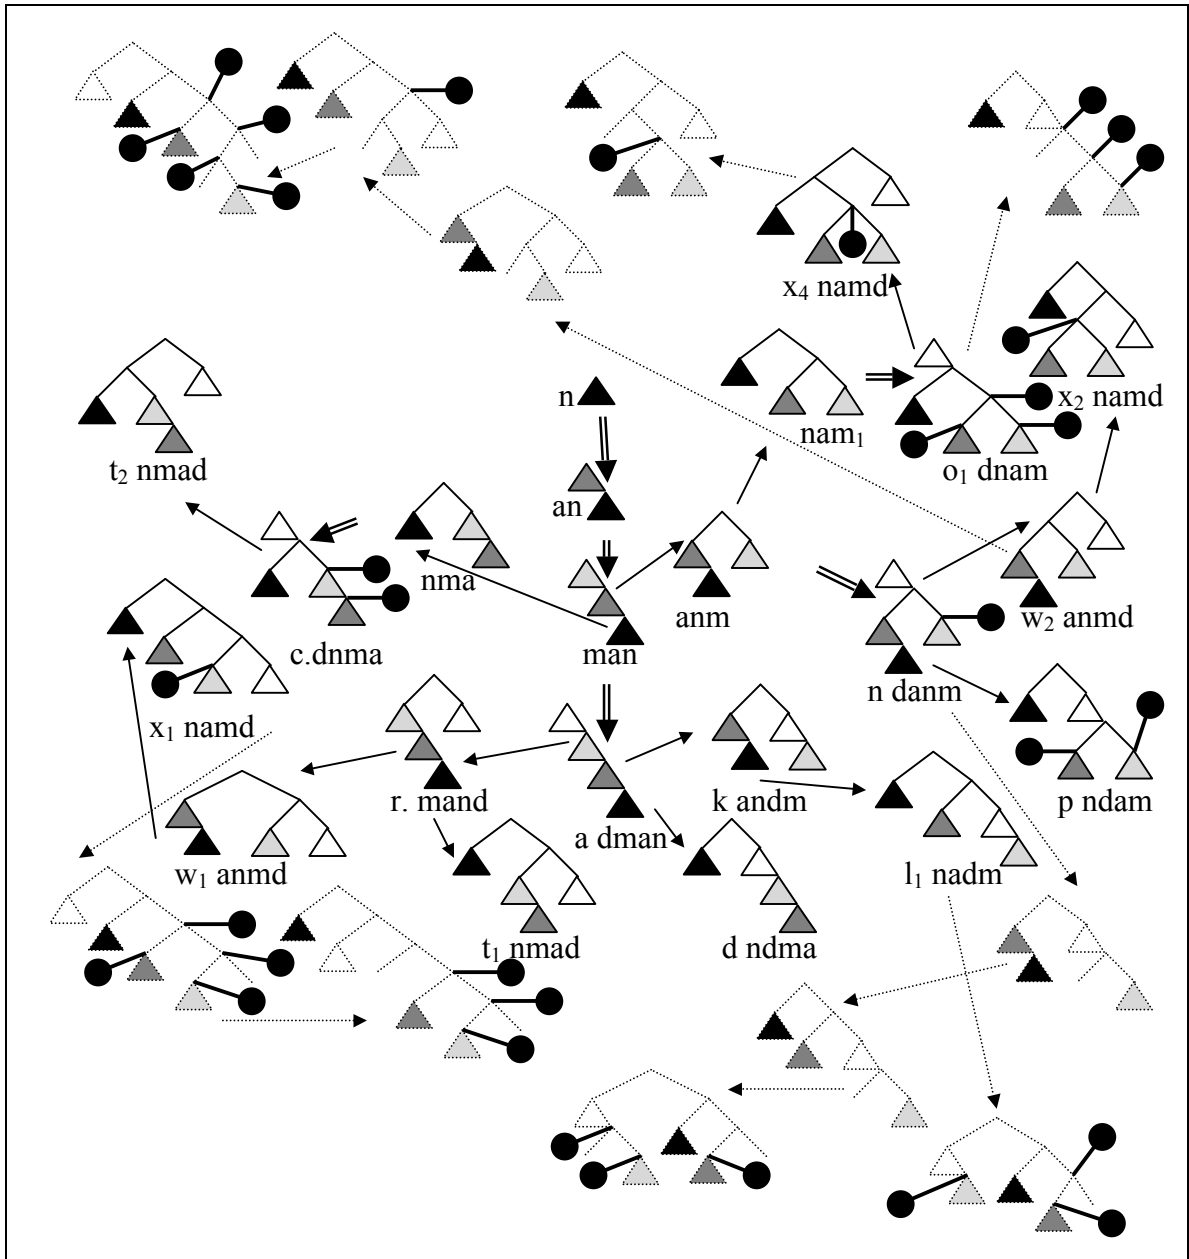 x₄ namd
n
x₂ namd
nam₁
t₂ nmad
o₁ dnam
an
nma
anm
w₂ anmd
c.dnma
man
n danm
x₁ namd
r. mand
k andm
p ndam
a dman
w₁ anmd
l₁ nadm
t₁ nmad
d ndma